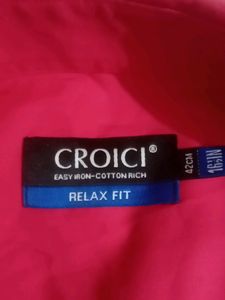 CROICI®
EASY IRON-COTTON RICH
RELAX FIT
42CM
16½IN